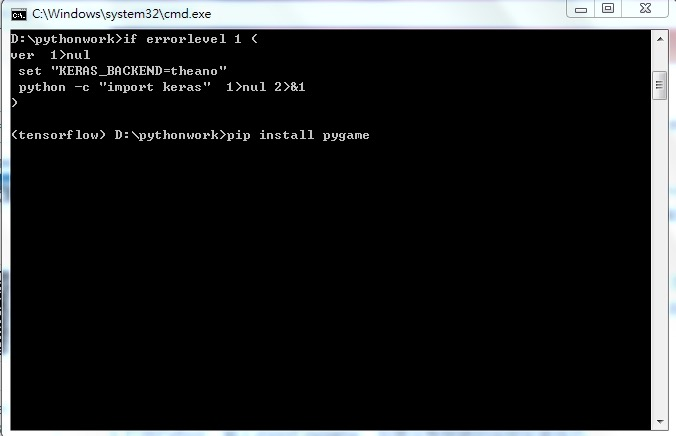 C:\Windows\system32\cmd.exe
D:\pythonwork>if errorlevel 1 (
ver  1>nul
 set "KERAS_BACKEND=theano"
 python -c "import keras"  1>nul 2>&1
)
(tensorflow) D:\pythonwork>pip install pygame